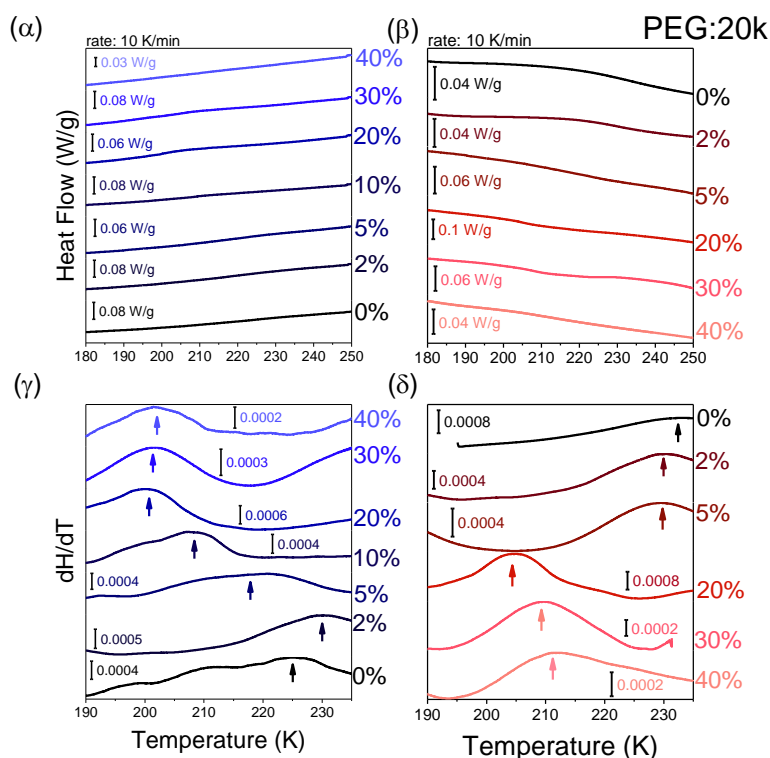 (α)
rate: 10 K/min
Heat Flow (W/g)
0.03 W/g
40%
0.08 W/g
30%
0.06 W/g
20%
0.08 W/g
10%
0.06 W/g
5%
0.08 W/g
2%
0.08 W/g
0%
180 190 200 210 220 230 240 250
(β)
rate: 10 K/min
PEG:20k
0.04 W/g
0%
0.04 W/g
2%
0.06 W/g
5%
0.1 W/g
20%
0.06 W/g
30%
0.04 W/g
40%
180 190 200 210 220 230 240 250
(γ)
dH/dT
0.0002
40%
0.0003
30%
0.0006
20%
0.0004
10%
0.0004
5%
0.0005
2%
0.0004
0%
190 200 210 220 230
Temperature (K)
(δ)
0.0008
0%
0.0004
2%
0.0004
5%
0.0008
20%
0.0002
30%
0.0002
40%
190 200 210 220 230
Temperature (K)